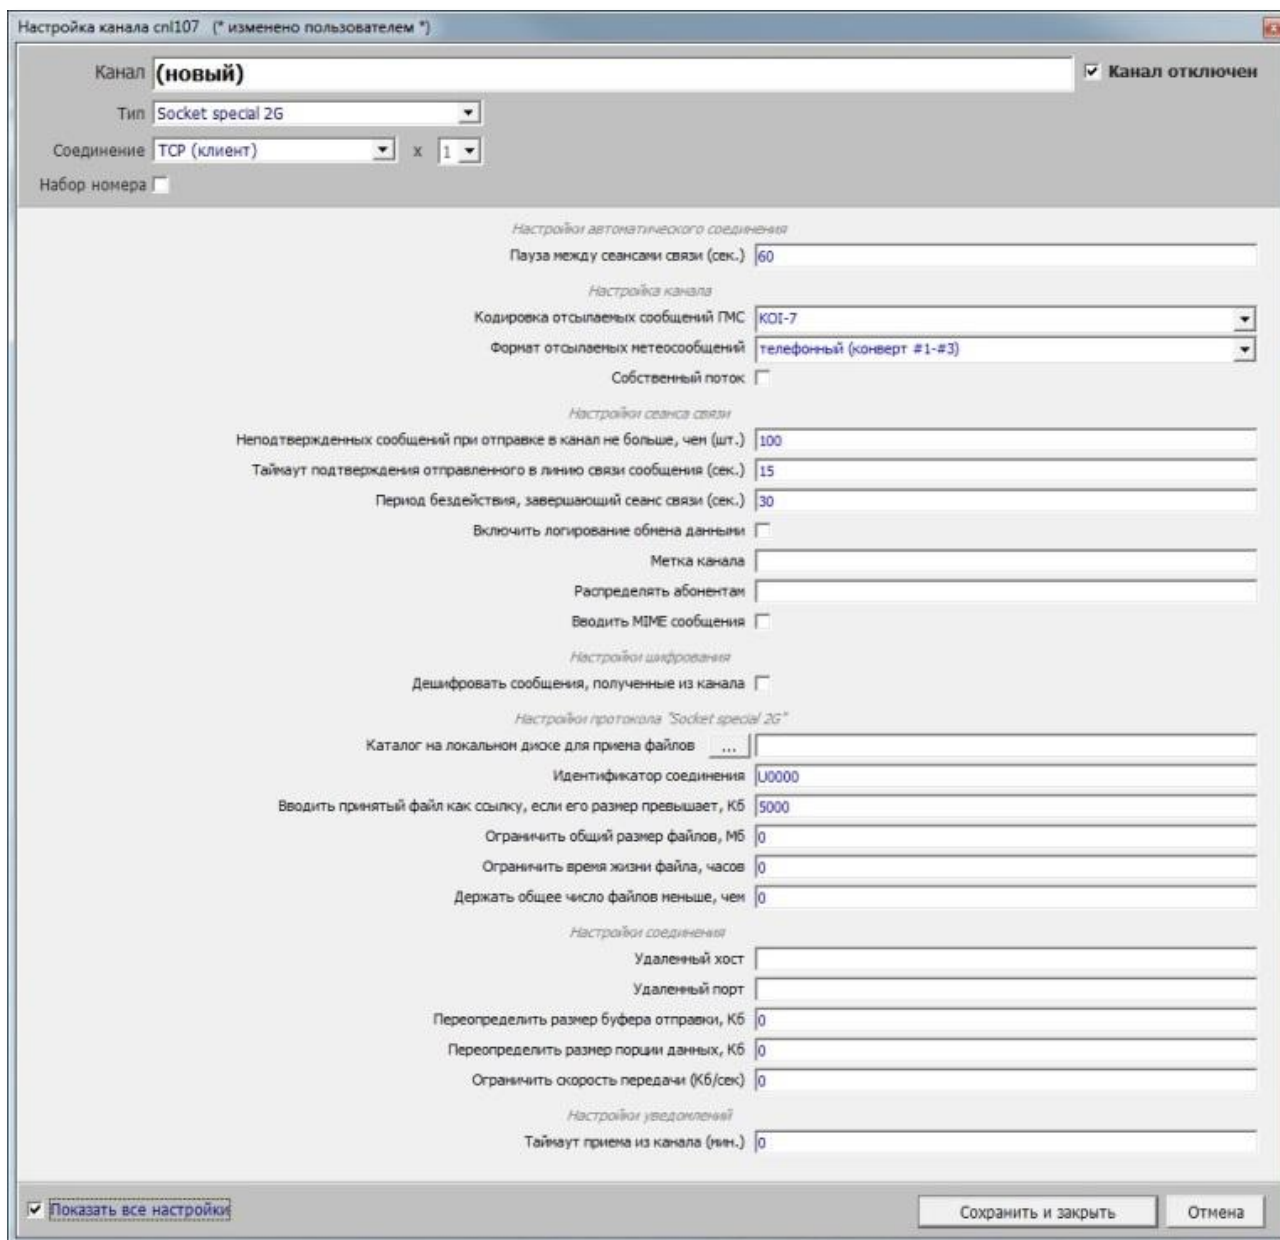 Настройка канала cnl107 (* изменено пользователем *)
Канал (новый) Канал отключен
Тип Socket special 2G
Соединение TCP (клиент) x 1
Набор номера
Настройки автоматического соединения
Пауза между сеансами связи (сек.) 60
Настройка канала
Кодировка отсылаемых сообщений ГМС KOI-7
Формат отсылаемых метеосообщений телефонный (конверт #1-#3)
Собственный поток
Настройки сеанса связи
Неподтвержденных сообщений при отправке в канал не больше, чем (шт.) 100
Таймаут подтверждения отправленного в линию связи сообщения (сек.) 15
Период бездействия, завершающий сеанс связи (сек.) 30
Включить логирование обмена данными
Метка канала
Распределять абонентам
Вводить MIME сообщения
Настройки шифрования
Дешифровать сообщения, полученные из канала
Настройки протокола "Socket special 2G"
Каталог на локальном диске для приема файлов ...
Идентификатор соединения U0000
Вводить принятый файл как ссылку, если его размер превышает, Кб 5000
Ограничить общий размер файлов, Мб 0
Ограничить время жизни файла, часов 0
Держать общее число файлов меньше, чем 0
Настройки соединения
Удаленный хост
Удаленный порт
Переопределить размер буфера отправки, Кб 0
Переопределить размер порции данных, Кб 0
Ограничить скорость передачи (Кб/сек) 0
Настройки уведомлений
Таймаут приема из канала (мин.) 0
Показать все настройки Сохранить и закрыть Отмена